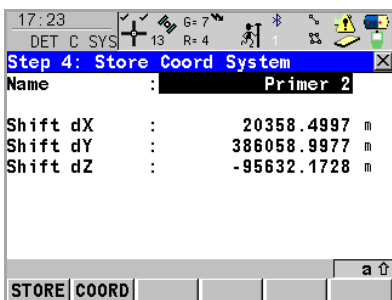 17:23
DET C SYS 13 G= 7 R= 4 1
Step 4: Store Coord System
Name : Primer 2
Shift dX : 20358.4997 m
Shift dY : 386058.9977 m
Shift dZ : -95632.1728 m
a
STORE COORD